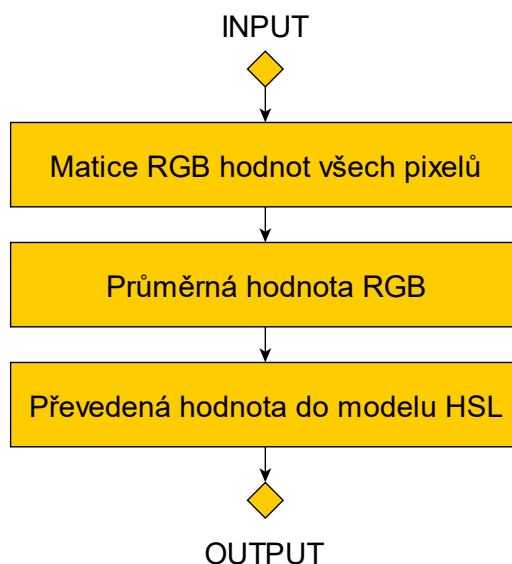 INPUT
Matice RGB hodnot všech pixelů
Průměrná hodnota RGB
Převedená hodnota do modelu HSL
OUTPUT